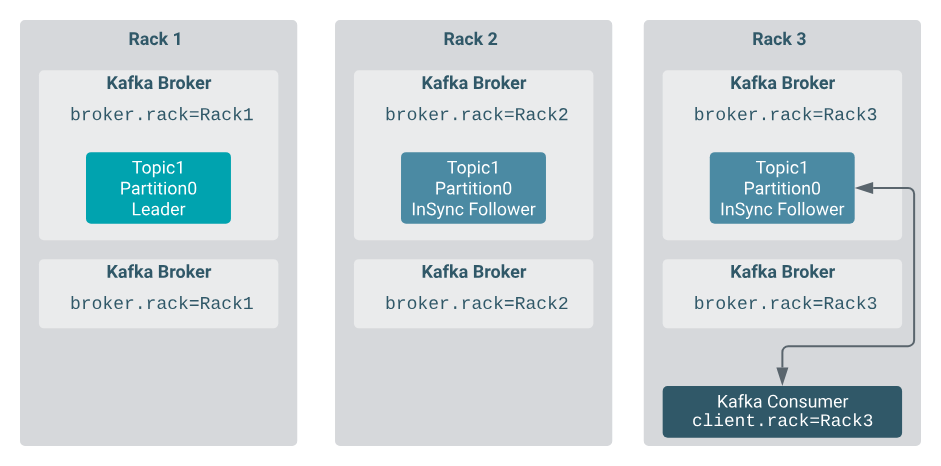 Rack 1
Kafka Broker
broker.rack=Rack1
Topic1
Partition0
Leader
Kafka Broker
broker.rack=Rack1
Rack 2
Kafka Broker
broker.rack=Rack2
Topic1
Partition0
InSync Follower
Kafka Broker
broker.rack=Rack2
Rack 3
Kafka Broker
broker.rack=Rack3
Topic1
Partition0
InSync Follower
Kafka Broker
broker.rack=Rack3
Kafka Consumer
client.rack=Rack3